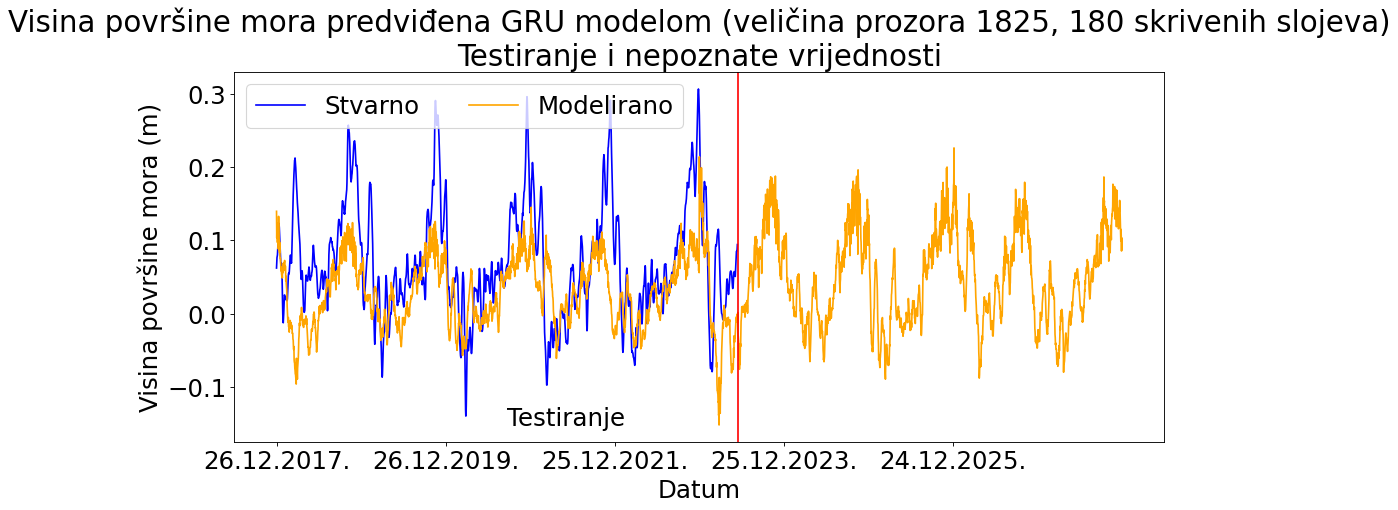 Visina površine mora predviđena GRU modelom (veličina prozora 1825, 180 skrivenih slojeva)
Testiranje i nepoznate vrijednosti
Stvarno
Modelirano
Visina površine mora (m)
0.3
0.2
0.1
0.0
−0.1
Testiranje
26.12.2017.
26.12.2019.
25.12.2021.
25.12.2023.
24.12.2025.
Datum